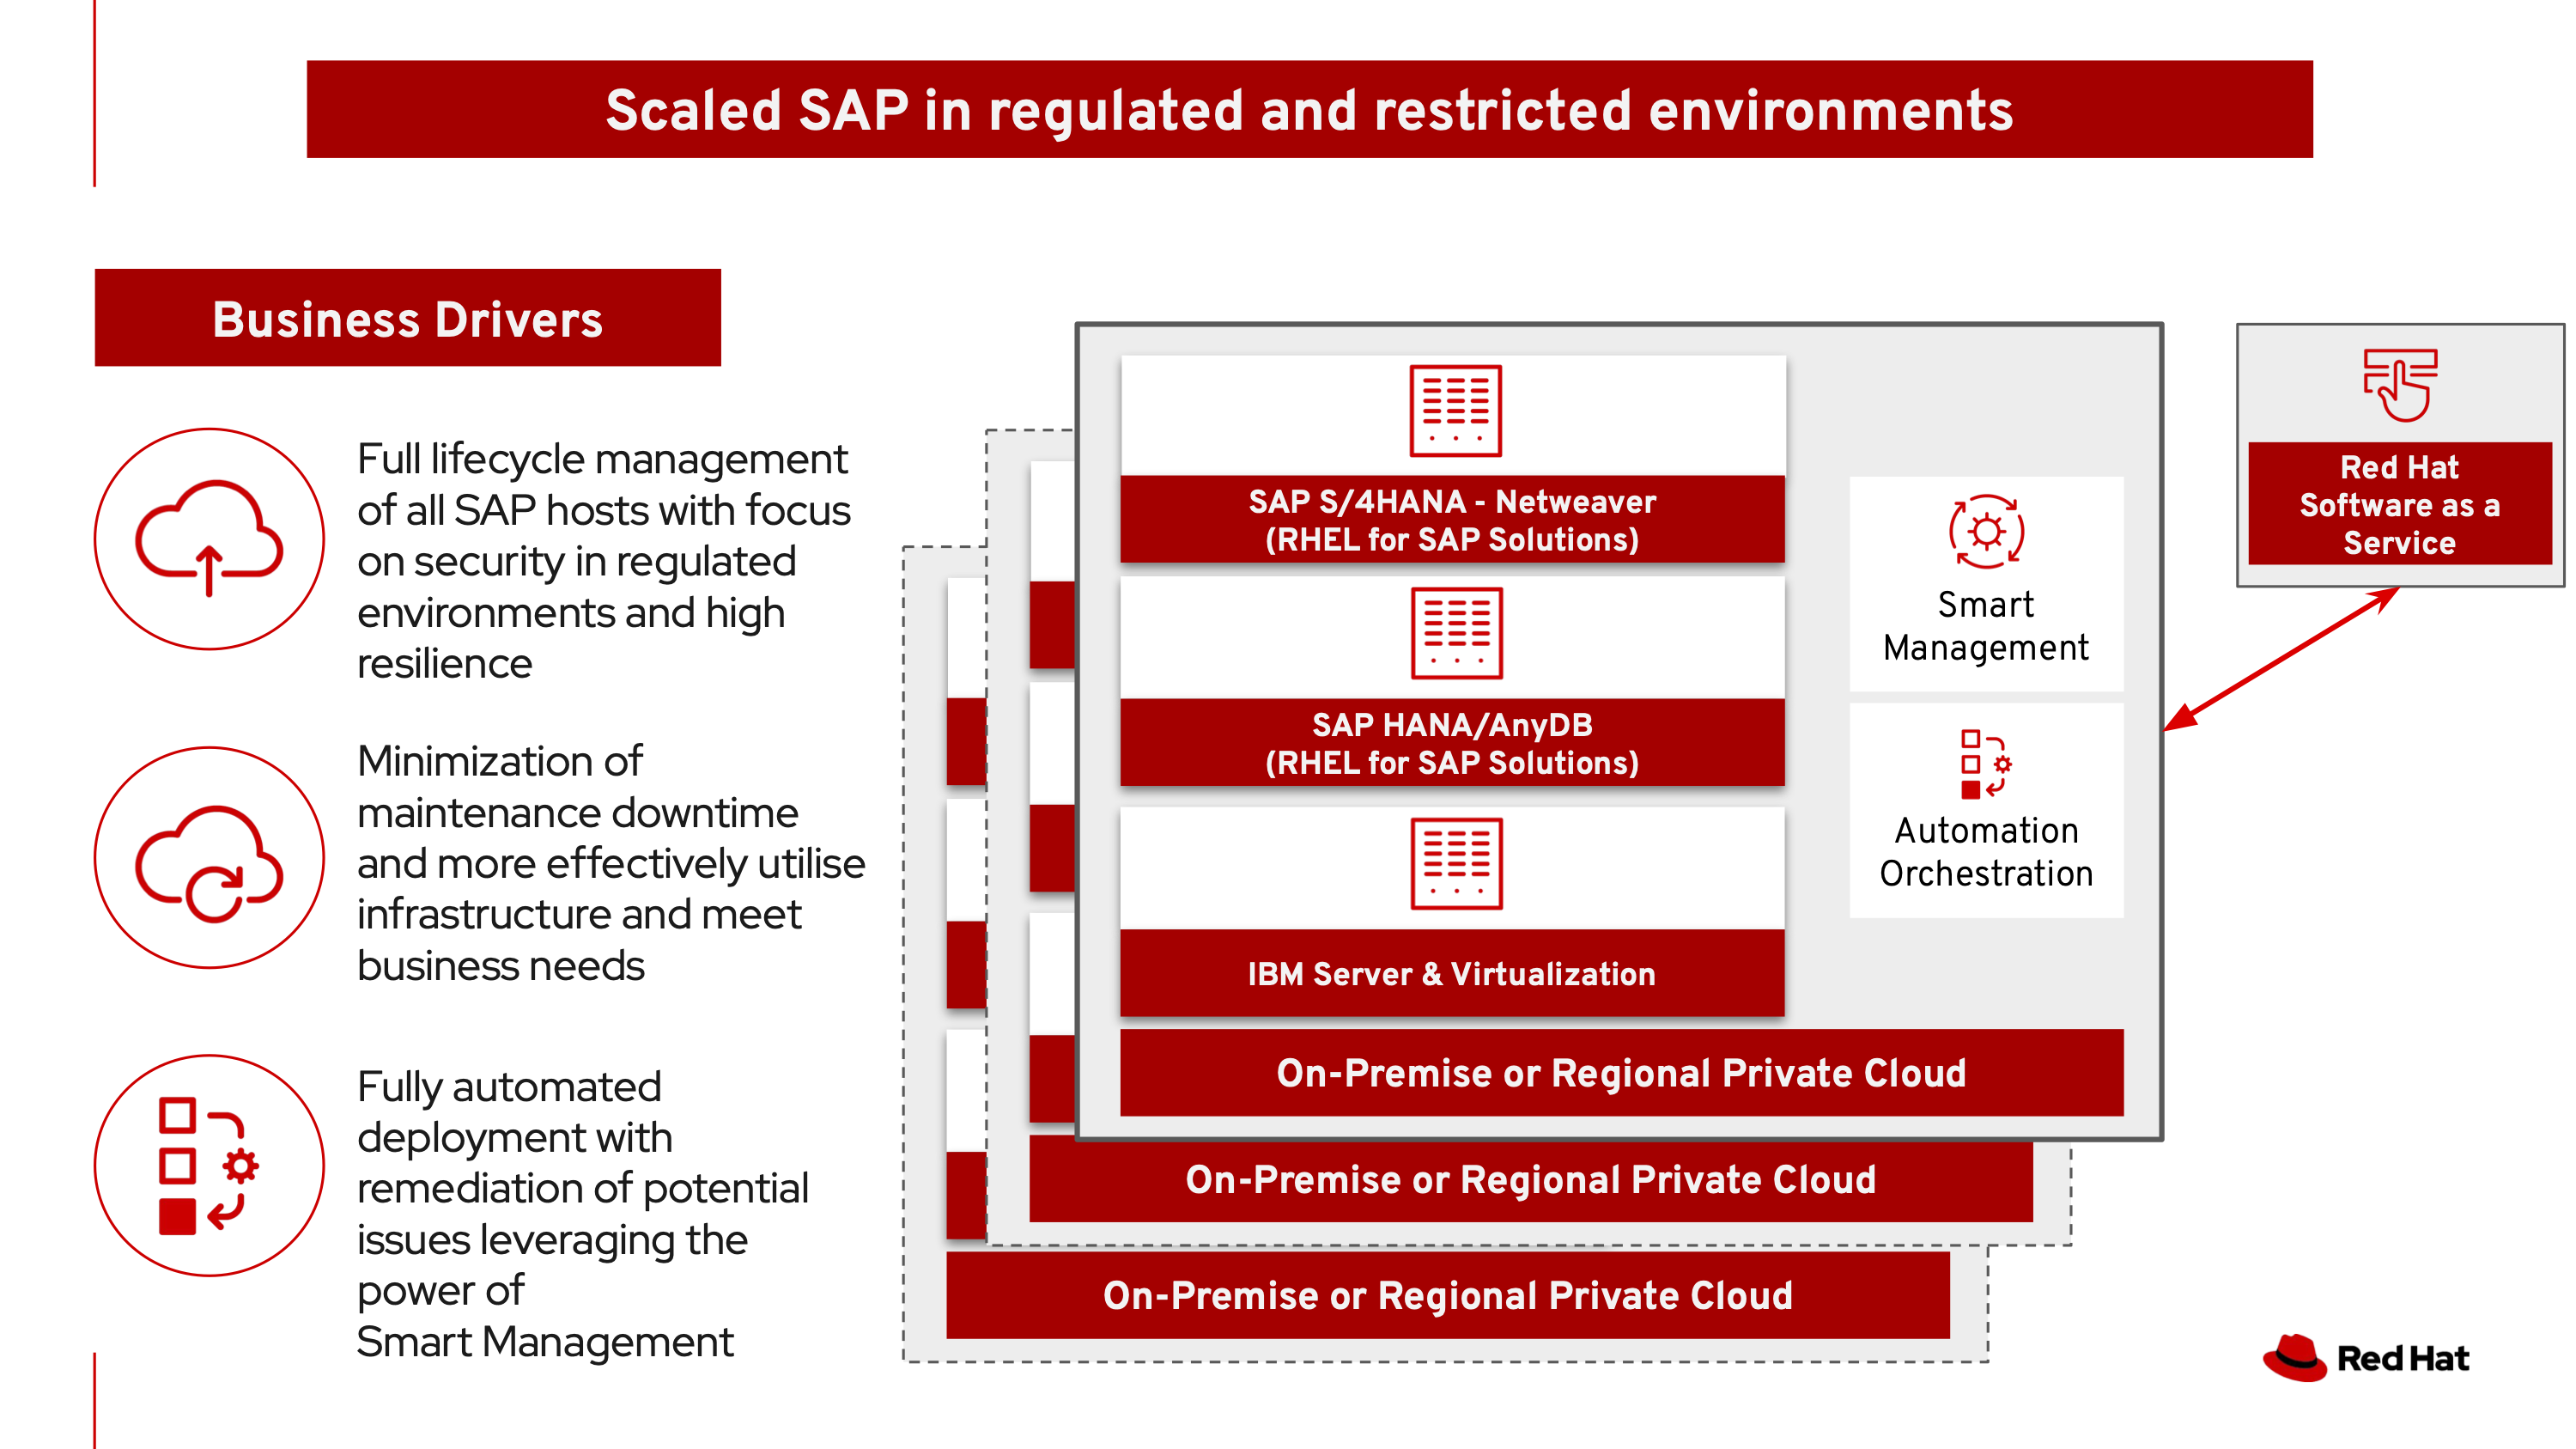 Scaled SAP in regulated and restricted environments
Business Drivers
Full lifecycle management
of all SAP hosts with focus
on security in regulated
environments and high
resilience
Minimization of
maintenance downtime
and more effectively utilise
infrastructure and meet
business needs
Fully automated
deployment with
remediation of potential
issues leveraging the
power of
Smart Management
SAP S/4HANA - Netweaver
(RHEL for SAP Solutions)
SAP HANA/AnyDB
(RHEL for SAP Solutions)
IBM Server & Virtualization
On-Premise or Regional Private Cloud
On-Premise or Regional Private Cloud
On-Premise or Regional Private Cloud
Smart
Management
Automation
Orchestration
Red Hat
Software as a
Service
Red Hat